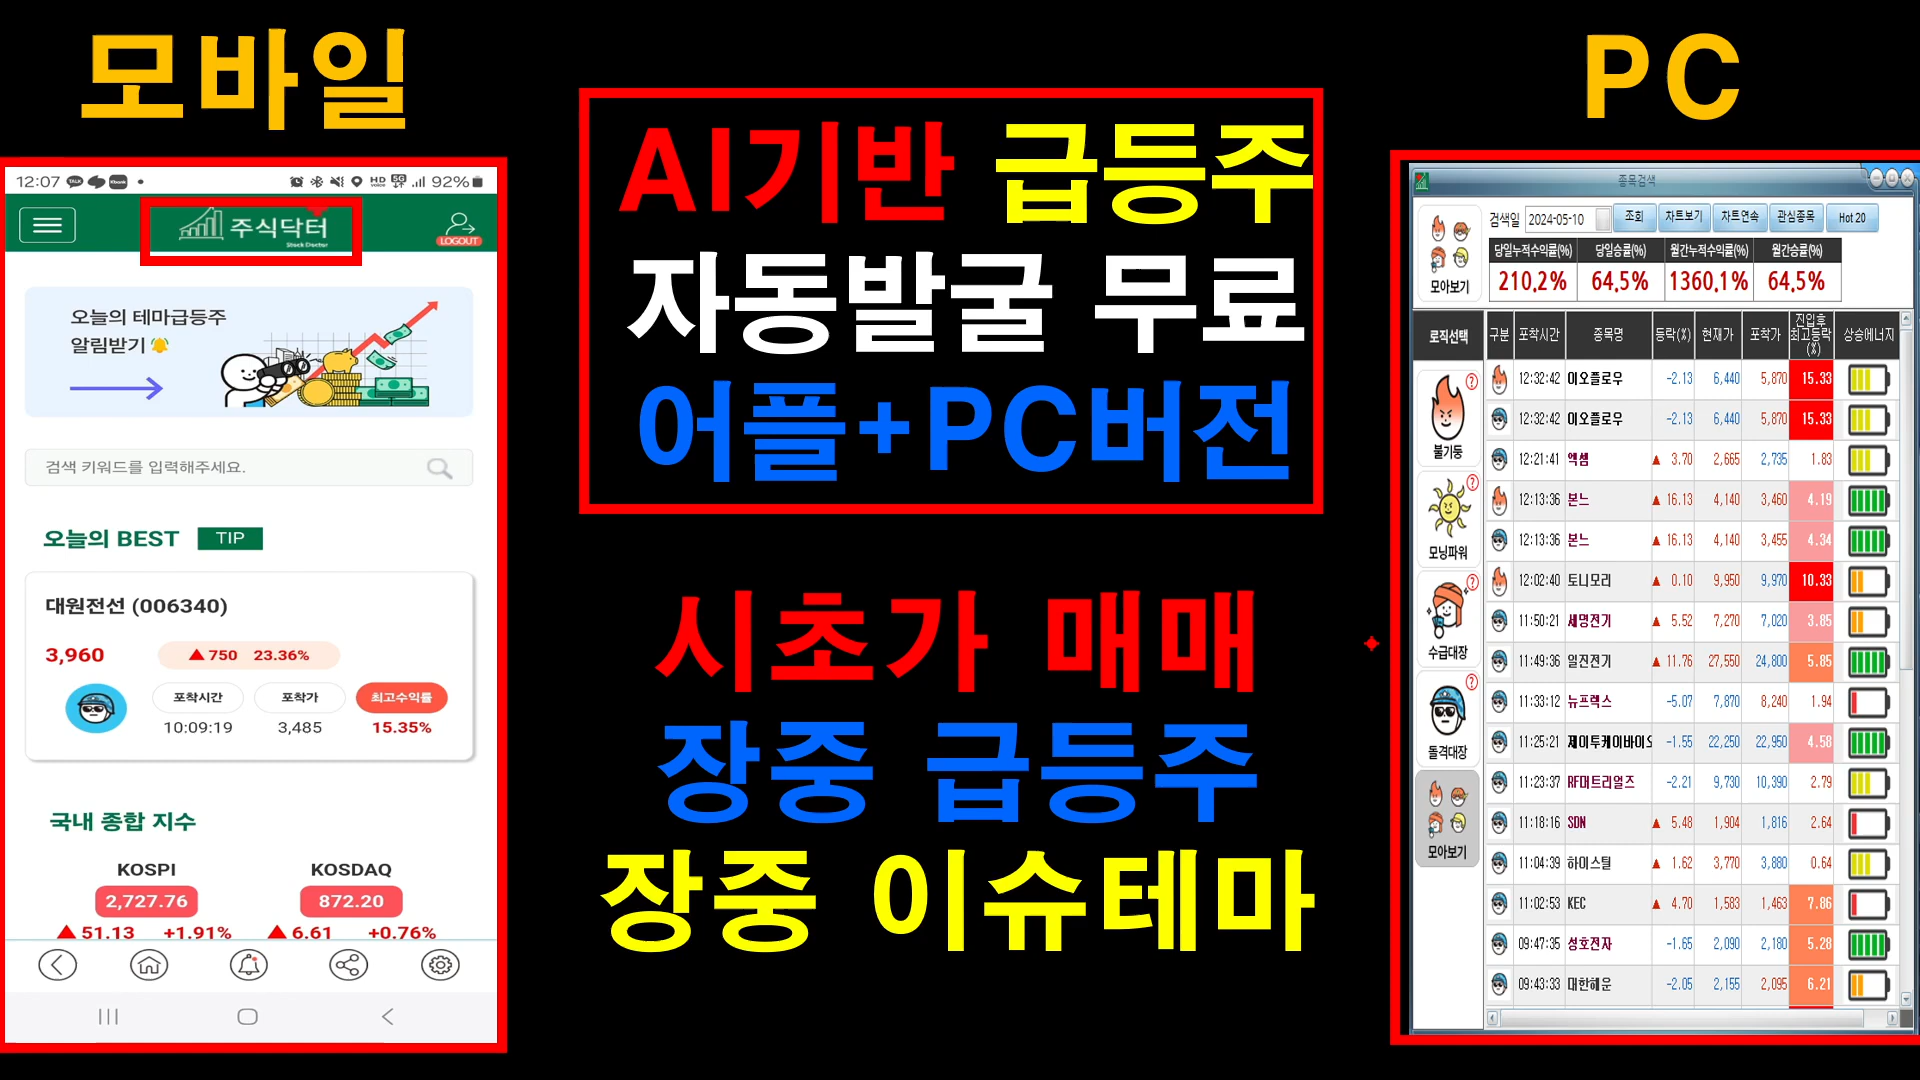 모바일
PC
AI기반 급등주
자동발굴 무료
어플+PC버전
시초가 매매
장중 급등주
장중 이슈테마
12:07 TALK Kbank HD VOICE 5G 92%
주식닥터
Stock Doctor
LOGOUT
오늘의 테마급등주
알림받기
검색 키워드를 입력해주세요.
오늘의 BEST TIP
대원전선 (006340)
3,960 ▲750 23.36%
포착시간 포착가 최고수익률
10:09:19 3,485 15.35%
국내 종합 지수
KOSPI KOSDAQ
2,727.76 872.20
▲51.13 +1.91% ▲6.61 +0.76%
종목검색
검색일 2024-05-10 조회 차트보기 차트연속 관심종목 Hot 20
당일누적수익률(%) 당일승률(%) 월간누적수익률(%) 월간승률(%)
210,2% 64,5% 1360,1% 64,5%
모아보기
로직선택
불기둥
모닝파워
수급대장
돌격대장
모아보기
구분 포착시간 종목명 등락(%) 현재가 포착가 진입후 최고등락 (%) 상승에너지
12:32:42 이오플로우 -2.13 6,440 5,870 15.33
12:32:42 이오플로우 -2.13 6,440 5,870 15.33
12:21:41 엑셈 ▲ 3.70 2,665 2,735 1.83
12:13:36 본느 ▲ 16.13 4,140 3,460 4.19
12:13:36 본느 ▲ 16.13 4,140 3,455 4.34
12:02:40 토니모리 ▲ 0.10 9,950 9,970 10.33
11:50:21 세명전기 ▲ 5.52 7,270 7,020 3.85
11:49:36 일진전기 ▲ 11.76 27,550 24,800 5.85
11:33:12 뉴프렉스 -5.07 7,870 8,240 1.94
11:25:21 제이투케이바이오 -1.55 22,250 22,950 4.58
11:23:37 RF머트리얼즈 -2.21 9,730 10,390 2.79
11:18:16 SDN ▲ 5.48 1,904 1,816 2.64
11:04:39 하이스틸 ▲ 1.62 3,770 3,880 0.64
11:02:53 KEC ▲ 4.70 1,583 1,463 7.86
09:47:35 성호전자 -1.65 2,090 2,180 5.28
09:43:33 대한해운 -2.05 2,155 2,095 6.21